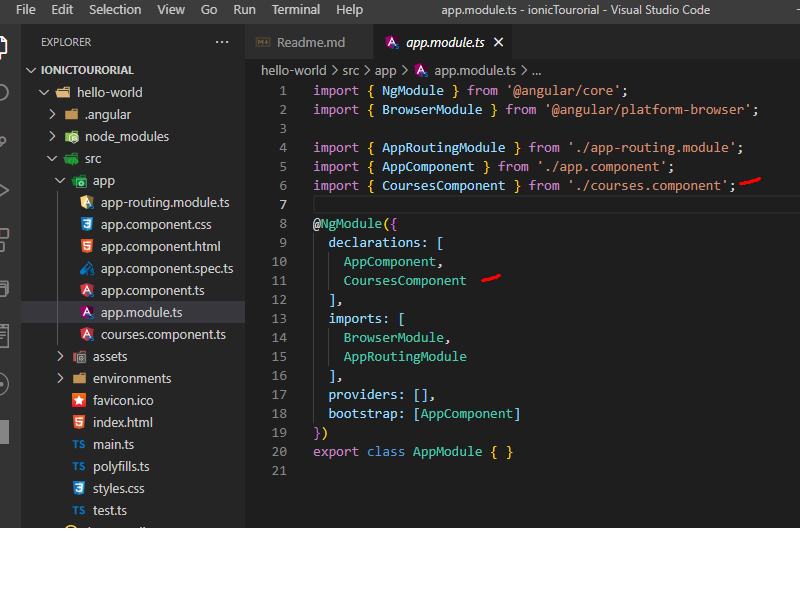 File Edit Selection View Go Run Terminal Help app.module.ts - ionicTourorial - Visual Studio Code
EXPLORER ...
IONICTOURORIAL
hello-world
.angular
node_modules
src
app
app-routing.module.ts
app.component.css
app.component.html
app.component.spec.ts
app.component.ts
app.module.ts
courses.component.ts
assets
environments
favicon.ico
index.html
TS main.ts
TS polyfills.ts
styles.css
TS test.ts
Readme.md app.module.ts
hello-world > src > app > app.module.ts > ...
1 import { NgModule } from '@angular/core';
2 import { BrowserModule } from '@angular/platform-browser';
3
4 import { AppRoutingModule } from './app-routing.module';
5 import { AppComponent } from './app.component';
6 import { CoursesComponent } from './courses.component';
7
8 @NgModule({
9 declarations: [
10 AppComponent,
11 CoursesComponent
12 ],
13 imports: [
14 BrowserModule,
15 AppRoutingModule
16 ],
17 providers: [],
18 bootstrap: [AppComponent]
19 })
20 export class AppModule { }
21